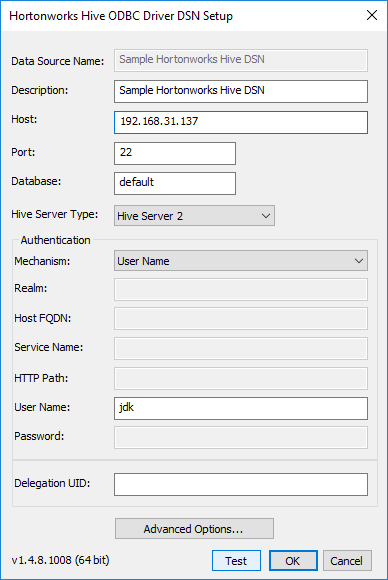 Hortonworks Hive ODBC Driver DSN Setup
Data Source Name: Sample Hortonworks Hive DSN
Description: Sample Hortonworks Hive DSN
Host: 192.168.31.137
Port: 22
Database: default
Hive Server Type: Hive Server 2
Authentication
Mechanism: User Name
Realm:
Host FQDN:
Service Name:
HTTP Path:
User Name: jdk
Password:
Delegation UID:
Advanced Options...
v1.4.8.1008 (64 bit) Test OK Cancel